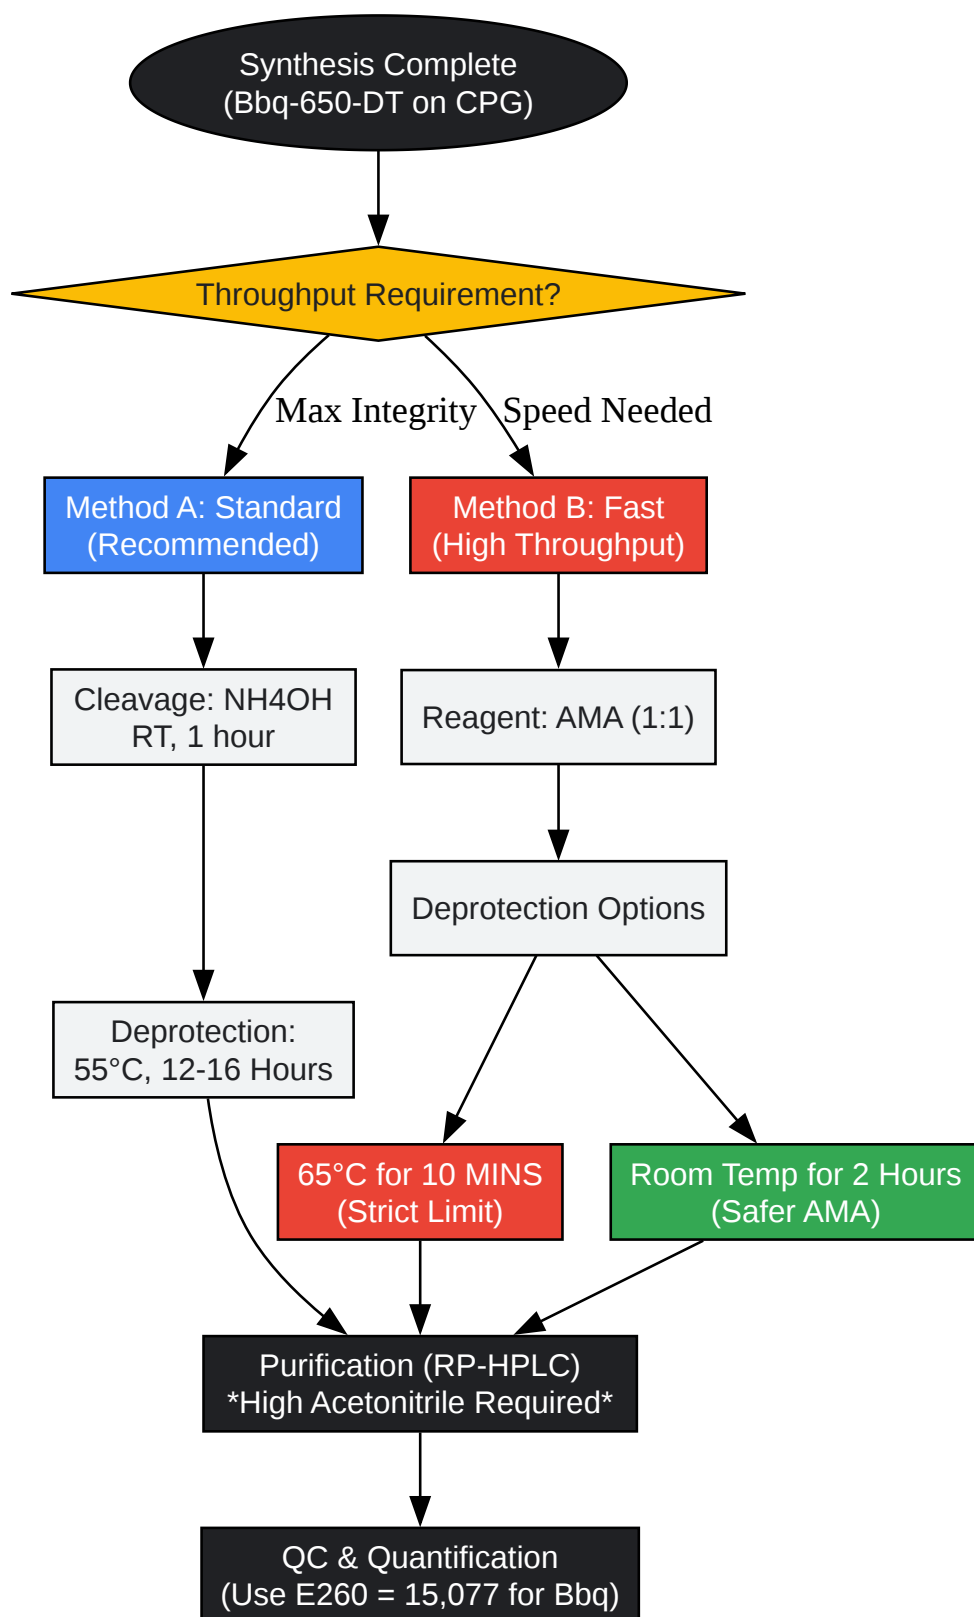 Synthesis Complete
(Bbq-650-DT on CPG)
Throughput Requirement?
Max Integrity
Speed Needed
Method A: Standard
(Recommended)
Method B: Fast
(High Throughput)
Cleavage: NH4OH
RT, 1 hour
Reagent: AMA (1:1)
Deprotection Options
Deprotection:
55°C, 12-16 Hours
65°C for 10 MINS
(Strict Limit)
Room Temp for 2 Hours
(Safer AMA)
Purification (RP-HPLC)
*High Acetonitrile Required*
QC & Quantification
(Use E260 = 15,077 for Bbq)